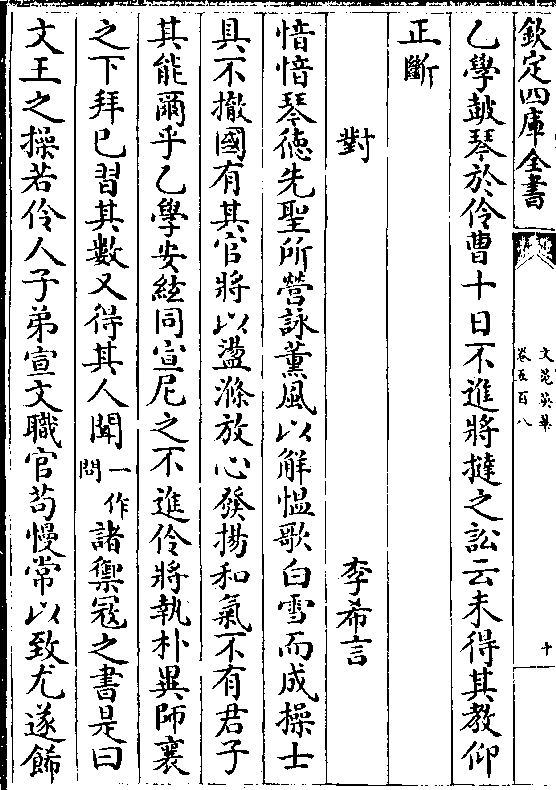 欽定四庫全書
文苑英華
卷五百八
十
乙學鼓琴於伶曹十日不進將撻之訟云未得其教仰
正斷
對
李希言
愔愔琴德先聖所營詠薰風以解愠歌白雪而成操士
具不撤國有其官將以盪滌放心發揚和氣不有君子
其能爾乎乙學安絃同宣尼之不進伶將執朴異師襄
之下拜已習其數又得其人聞一作問諸禦寇之書是曰
文王之操若伶人子弟宣文職官苟慢常以致尤遂餙